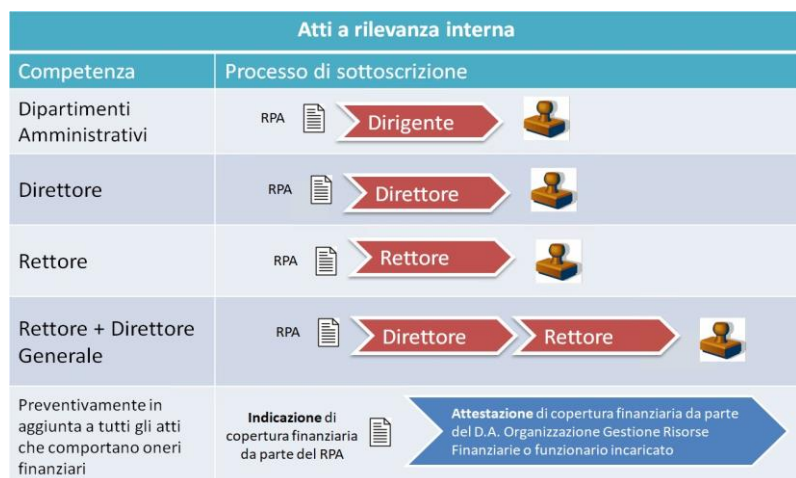 Atti a rilevanza interna
Competenza
Processo di sottoscrizione
Dipartimenti
Amministrativi
RPA
Dirigente
Direttore
RPA
Direttore
Rettore
RPA
Rettore
Rettore + Direttore
Generale
RPA
Direttore
Rettore
Preventivamente in
aggiunta a tutti gli atti
che comportano oneri
finanziari
Indicazione di
copertura finanziaria
da parte del RPA
Attestazione di copertura finanziaria da parte
del D.A. Organizzazione Gestione Risorse
Finanziarie o funzionario incaricato